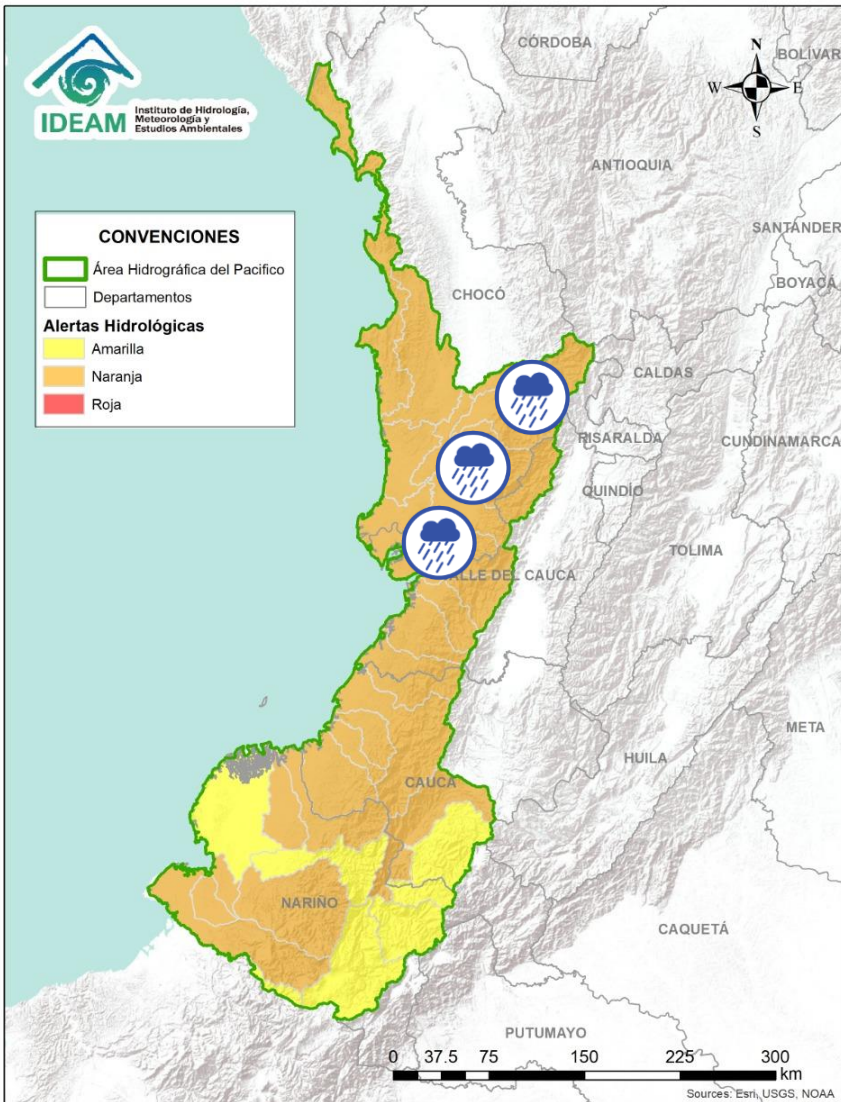 IDEAM
Instituto de Hidrología,
Meteorología y
Estudios Ambientales
CÓRDOBA
BOLÍVAR
N
W
E
S
ANTIOQUIA
SANTANDER
BOYACÁ
CONVENCIONES
Área Hidrográfica del Pacifico
Departamentos
Alertas Hidrológicas
Amarilla
Naranja
Roja
CHOCÓ
CALDAS
RISARALDA
CUNDINAMARCA
QUINDÍO
TOLIMA
ALLE DEL CAUCA
META
HUILA
CAUCA
NARIÑO
CAQUETÁ
PUTUMAYO
0 37.5 75 150 225 300
km
Sources: Esri, USGS, NOAA